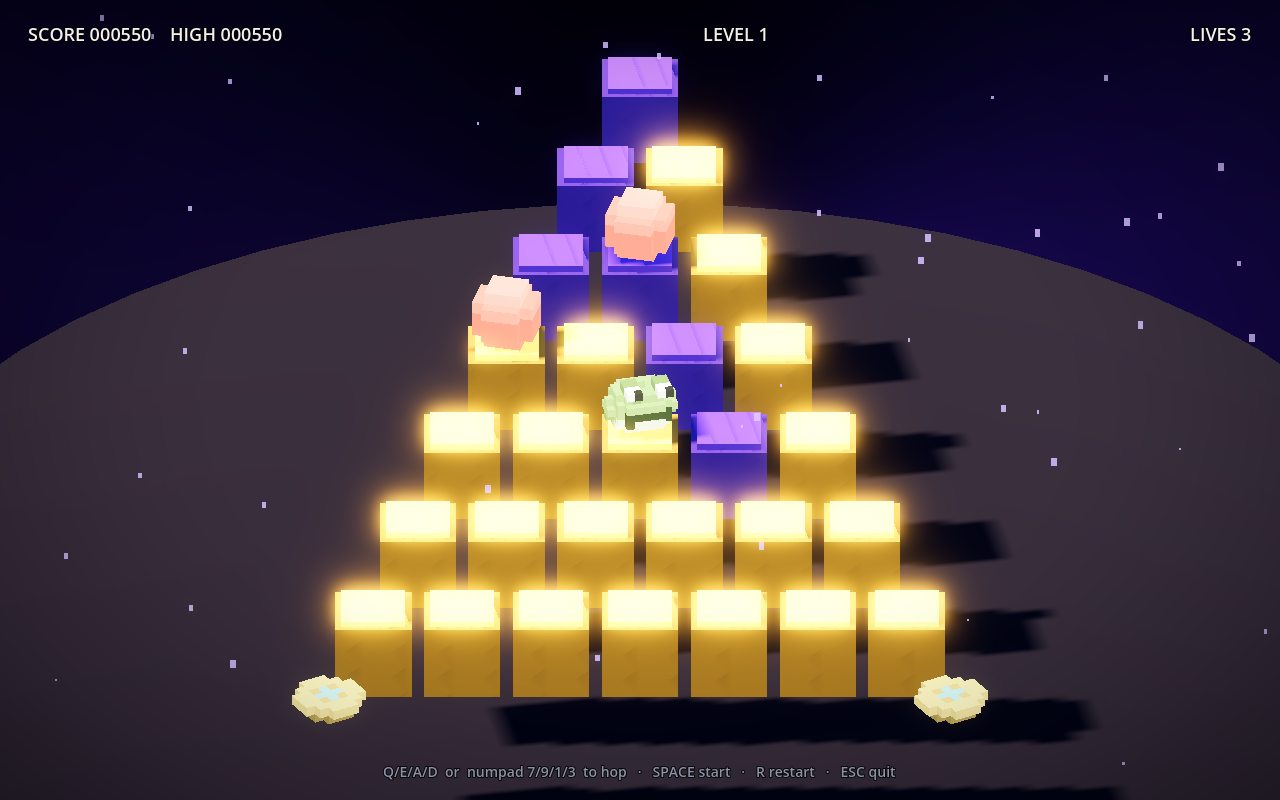 SCORE 000550 HIGH 000550 LEVEL 1 LIVES 3
Q/E/A/D or numpad 7/9/1/3 to hop · SPACE start · R restart · ESC quit